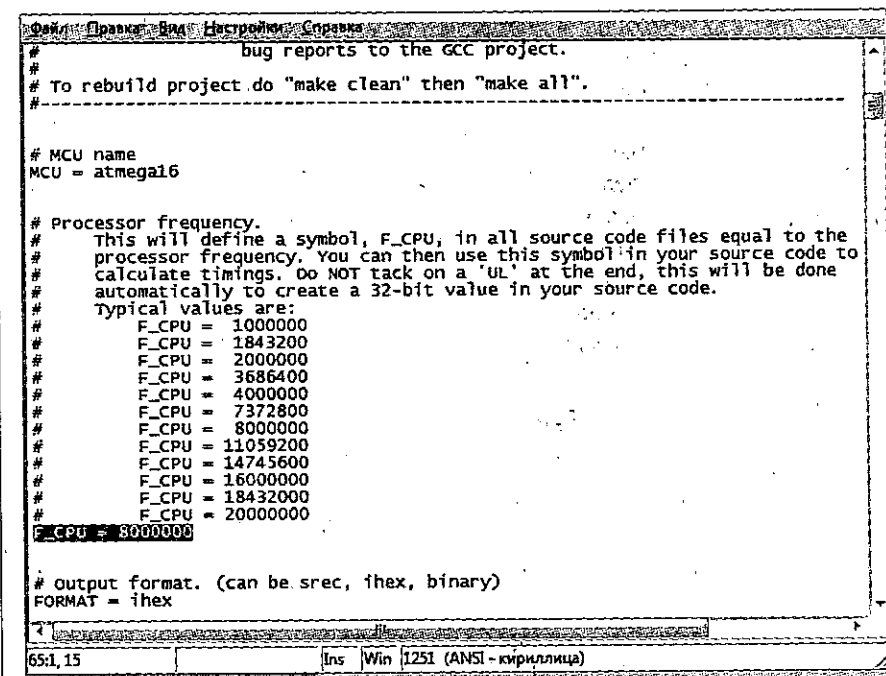 Файл Правка Вид Настройки Справка
# bug reports to the GCC project.
#
# To rebuild project do "make clean" then "make all".
#----------------------------------------------------------------------------
# MCU name
MCU = atmega16
# Processor frequency.
# This will define a symbol, F_CPU, in all source code files equal to the
# processor frequency. You can then use this symbol in your source code to
# calculate timings. Do NOT tack on a 'UL' at the end, this will be done
# automatically to create a 32-bit value in your source code.
# Typical values are:
# F_CPU = 1000000
# F_CPU = 1843200
# F_CPU = 2000000
# F_CPU = 3686400
# F_CPU = 4000000
# F_CPU = 7372800
# F_CPU = 8000000
# F_CPU = 11059200
# F_CPU = 14745600
# F_CPU = 16000000
# F_CPU = 18432000
# F_CPU = 20000000
F_CPU = 8000000
# Output format. (can be srec, ihex, binary)
FORMAT = ihex
65:1, 15 Ins Win 1251 (ANSI - кириллица)